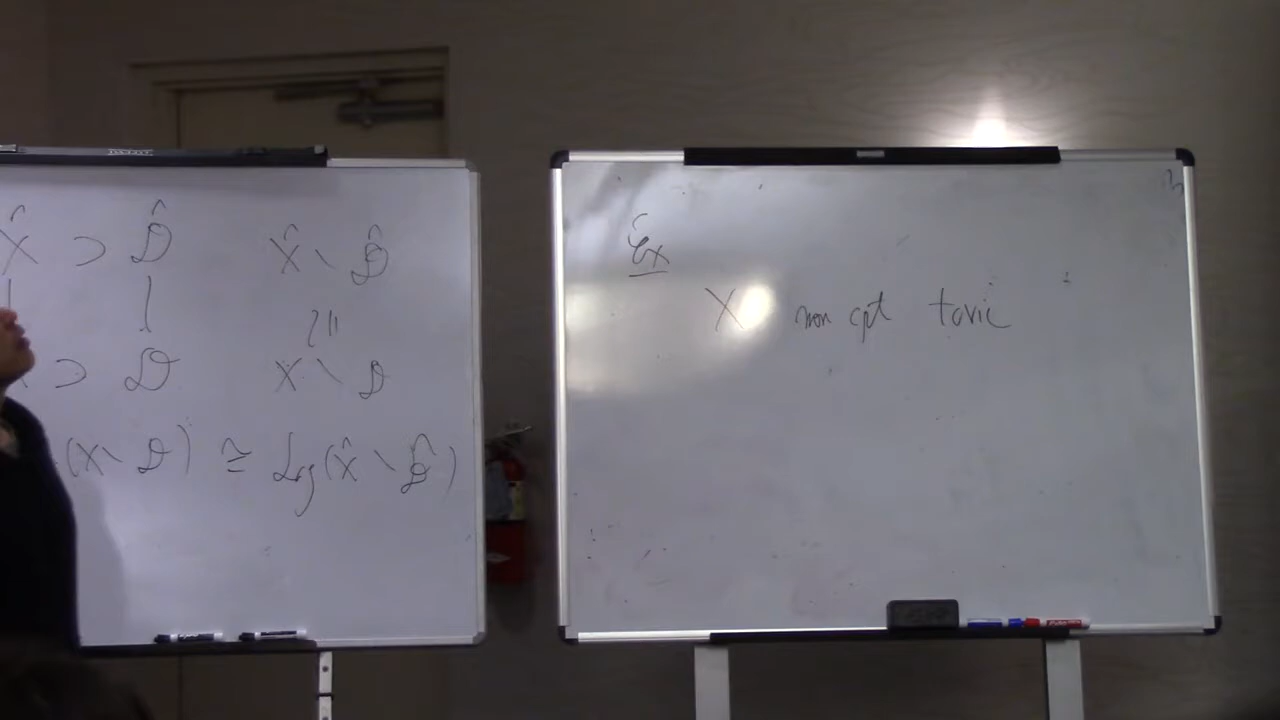 X̂ ⊃ D̂ X̂ \ D̂
≀||
⊃ D X \ D
(X \ D) ≅ Lag(X̂ \ D̂)
Ex
X non cpt toric